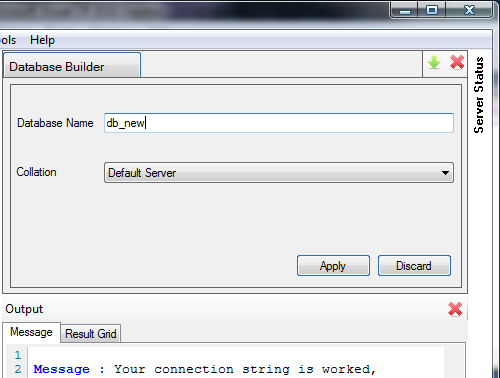 ols Help
Database Builder
Server Status
Database Name db_new
Collation Default Server
Apply Discard
Output
Message Result Grid
1
2 Message : Your connection string is worked,